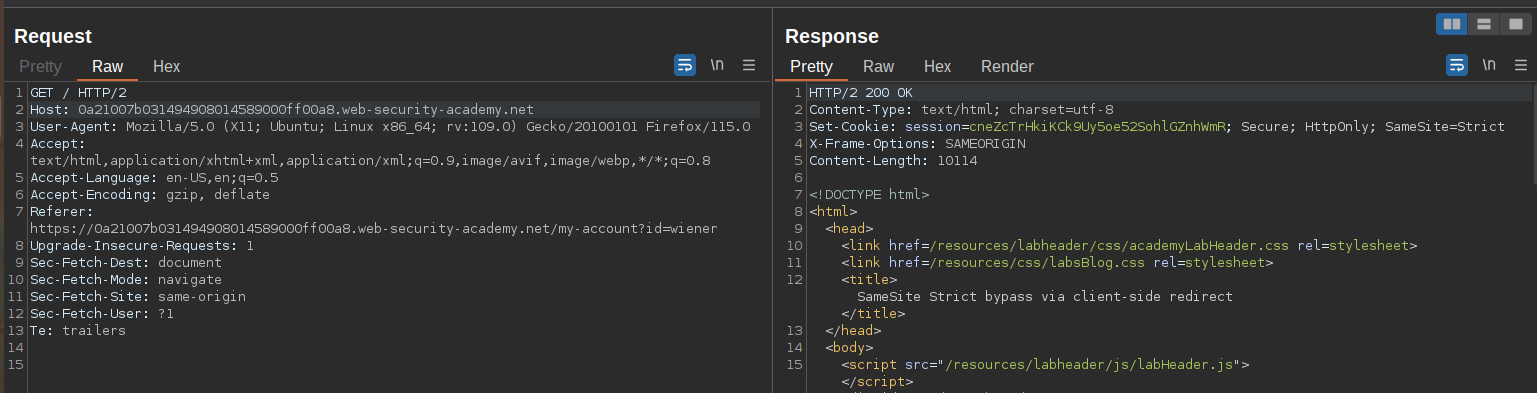 Request
Pretty Raw Hex
\n
1 GET / HTTP/2
2 Host: 0a21007b031494908014589000ff00a8.web-security-academy.net
3 User-Agent: Mozilla/5.0 (X11; Ubuntu; Linux x86_64; rv:109.0) Gecko/20100101 Firefox/115.0
4 Accept:
text/html,application/xhtml+xml,application/xml;q=0.9,image/avif,image/webp,*/*;q=0.8
5 Accept-Language: en-US,en;q=0.5
6 Accept-Encoding: gzip, deflate
7 Referer:
https://0a21007b031494908014589000ff00a8.web-security-academy.net/my-account?id=wiener
8 Upgrade-Insecure-Requests: 1
9 Sec-Fetch-Dest: document
10 Sec-Fetch-Mode: navigate
11 Sec-Fetch-Site: same-origin
12 Sec-Fetch-User: ?1
13 Te: trailers
14
15
Response
Pretty Raw Hex Render
\n
1 HTTP/2 200 OK
2 Content-Type: text/html; charset=utf-8
3 Set-Cookie: session=cneZcTrHkiKCk9Uy5oe52SohlGZnhWmR; Secure; HttpOnly; SameSite=Strict
4 X-Frame-Options: SAMEORIGIN
5 Content-Length: 10114
6
7 <!DOCTYPE html>
8 <html>
9 <head>
10 <link href=/resources/labheader/css/academyLabHeader.css rel=stylesheet>
11 <link href=/resources/css/labsBlog.css rel=stylesheet>
12 <title>
SameSite Strict bypass via client-side redirect
</title>
13 </head>
14 <body>
15 <script src="/resources/labheader/js/labHeader.js">
</script>